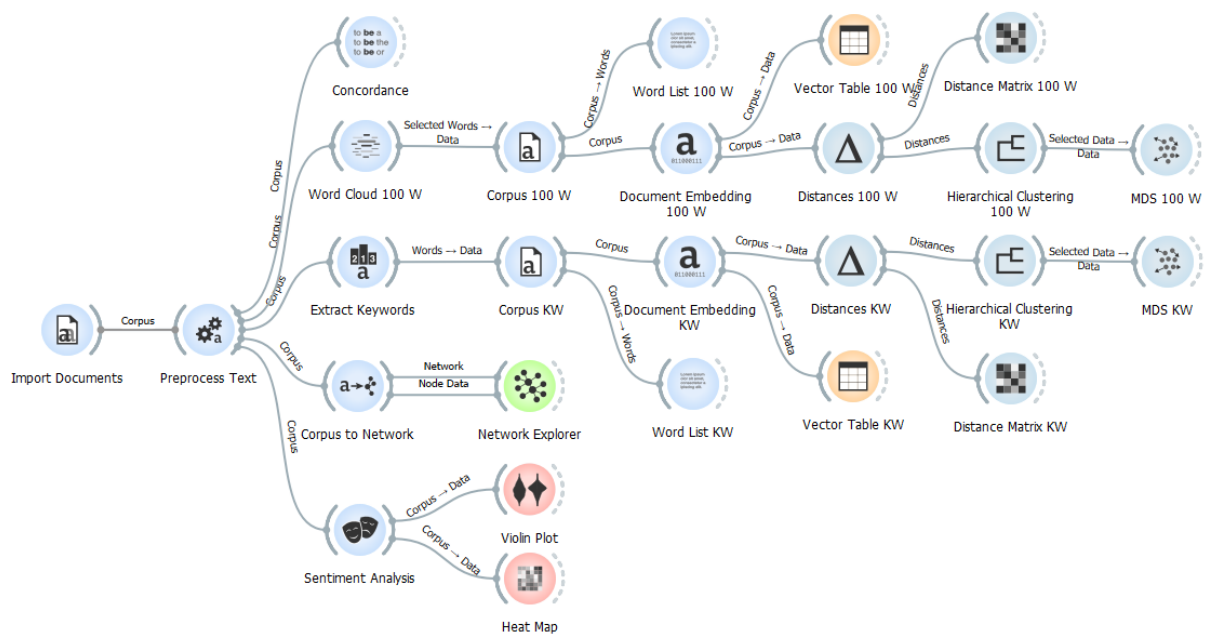 to be a
to be the
to be or
Concordance
Corpus
Lorem ipsum
Word List 100 W
Corpus → Words
Vector Table 100 W
Corpus → Data
Distance Matrix 100 W
Distances
Word Cloud 100 W
Selected Words →
Data
a
Corpus 100 W
Corpus
a
011000111
Document Embedding
100 W
Corpus → Data
Distances 100 W
Distances
Hierarchical Clustering
100 W
Selected Data →
Data
MDS 100 W
Corpus
Corpus
2 1 3
a
Extract Keywords
Words → Data
a
Corpus KW
Corpus
a
011000111
Document Embedding
KW
Corpus → Data
Distances KW
Distances
Hierarchical Clustering
KW
Selected Data →
Data
MDS KW
a
Import Documents
Corpus
a
Preprocess Text
Corpus
a
Corpus to Network
Network
Node Data
Network Explorer
Corpus → Words
Word List KW
Corpus → Data
Vector Table KW
Distances
Distance Matrix KW
Corpus
Sentiment Analysis
Corpus → Data
Violin Plot
Corpus → Data
Heat Map